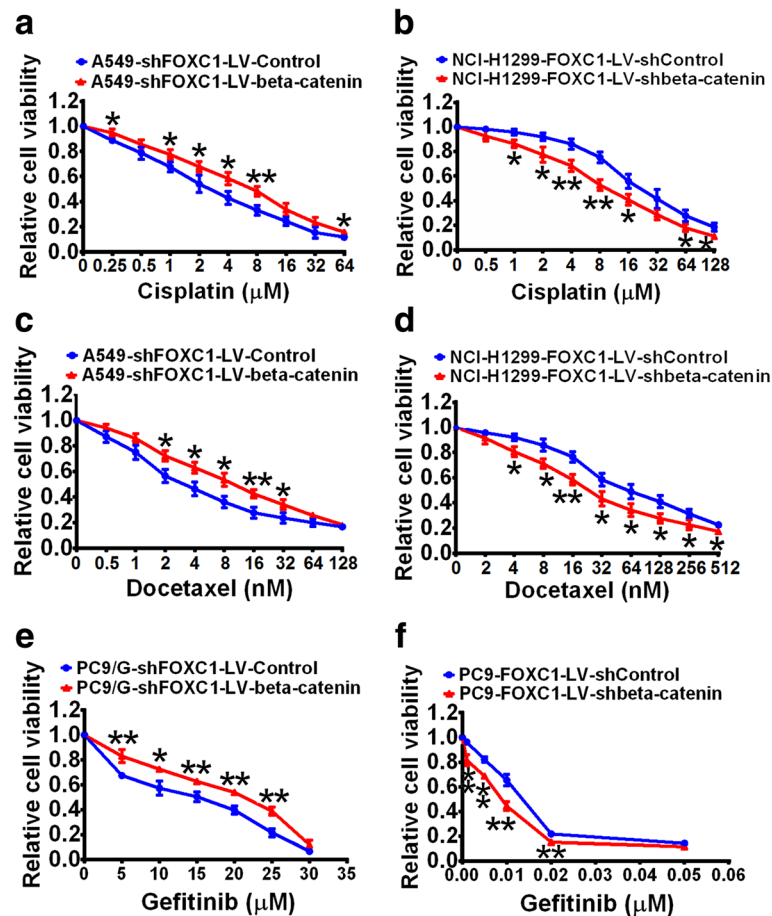 a
A549-shFOXC1-LV-Control
A549-shFOXC1-LV-beta-catenin
Relative cell viability
1.2
1.0
0.8
0.6
0.4
0.2
0.0
* * * * ** *
0 0.25 0.5 1 2 4 8 16 32 64
Cisplatin (μM)
b
NCI-H1299-FOXC1-LV-shControl
NCI-H1299-FOXC1-LV-shbeta-catenin
Relative cell viability
1.2
1.0
0.8
0.6
0.4
0.2
0.0
* * ** ** * * *
0 0.5 1 2 4 8 16 32 64 128
Cisplatin (μM)
c
A549-shFOXC1-LV-Control
A549-shFOXC1-LV-beta-catenin
Relative cell viability
1.2
1.0
0.8
0.6
0.4
0.2
0.0
* * * ** *
0 0.5 1 2 4 8 16 32 64 128
Docetaxel (nM)
d
NCI-H1299-FOXC1-LV-shControl
NCI-H1299-FOXC1-LV-shbeta-catenin
Relative cell viability
1.2
1.0
0.8
0.6
0.4
0.2
0.0
* * ** * * * * *
0 2 4 8 16 32 64 128 256 512
Docetaxel (nM)
e
PC9/G-shFOXC1-LV-Control
PC9/G-shFOXC1-LV-beta-catenin
Relative cell viability
1.2
1.0
0.8
0.6
0.4
0.2
0.0
** * ** ** **
0 5 10 15 20 25 30 35
Gefitinib (μM)
f
PC9-FOXC1-LV-shControl
PC9-FOXC1-LV-shbeta-catenin
Relative cell viability
1.2
1.0
0.8
0.6
0.4
0.2
0.0
** ** ** **
0.00 0.01 0.02 0.03 0.04 0.05 0.06
Gefitinib (μM)